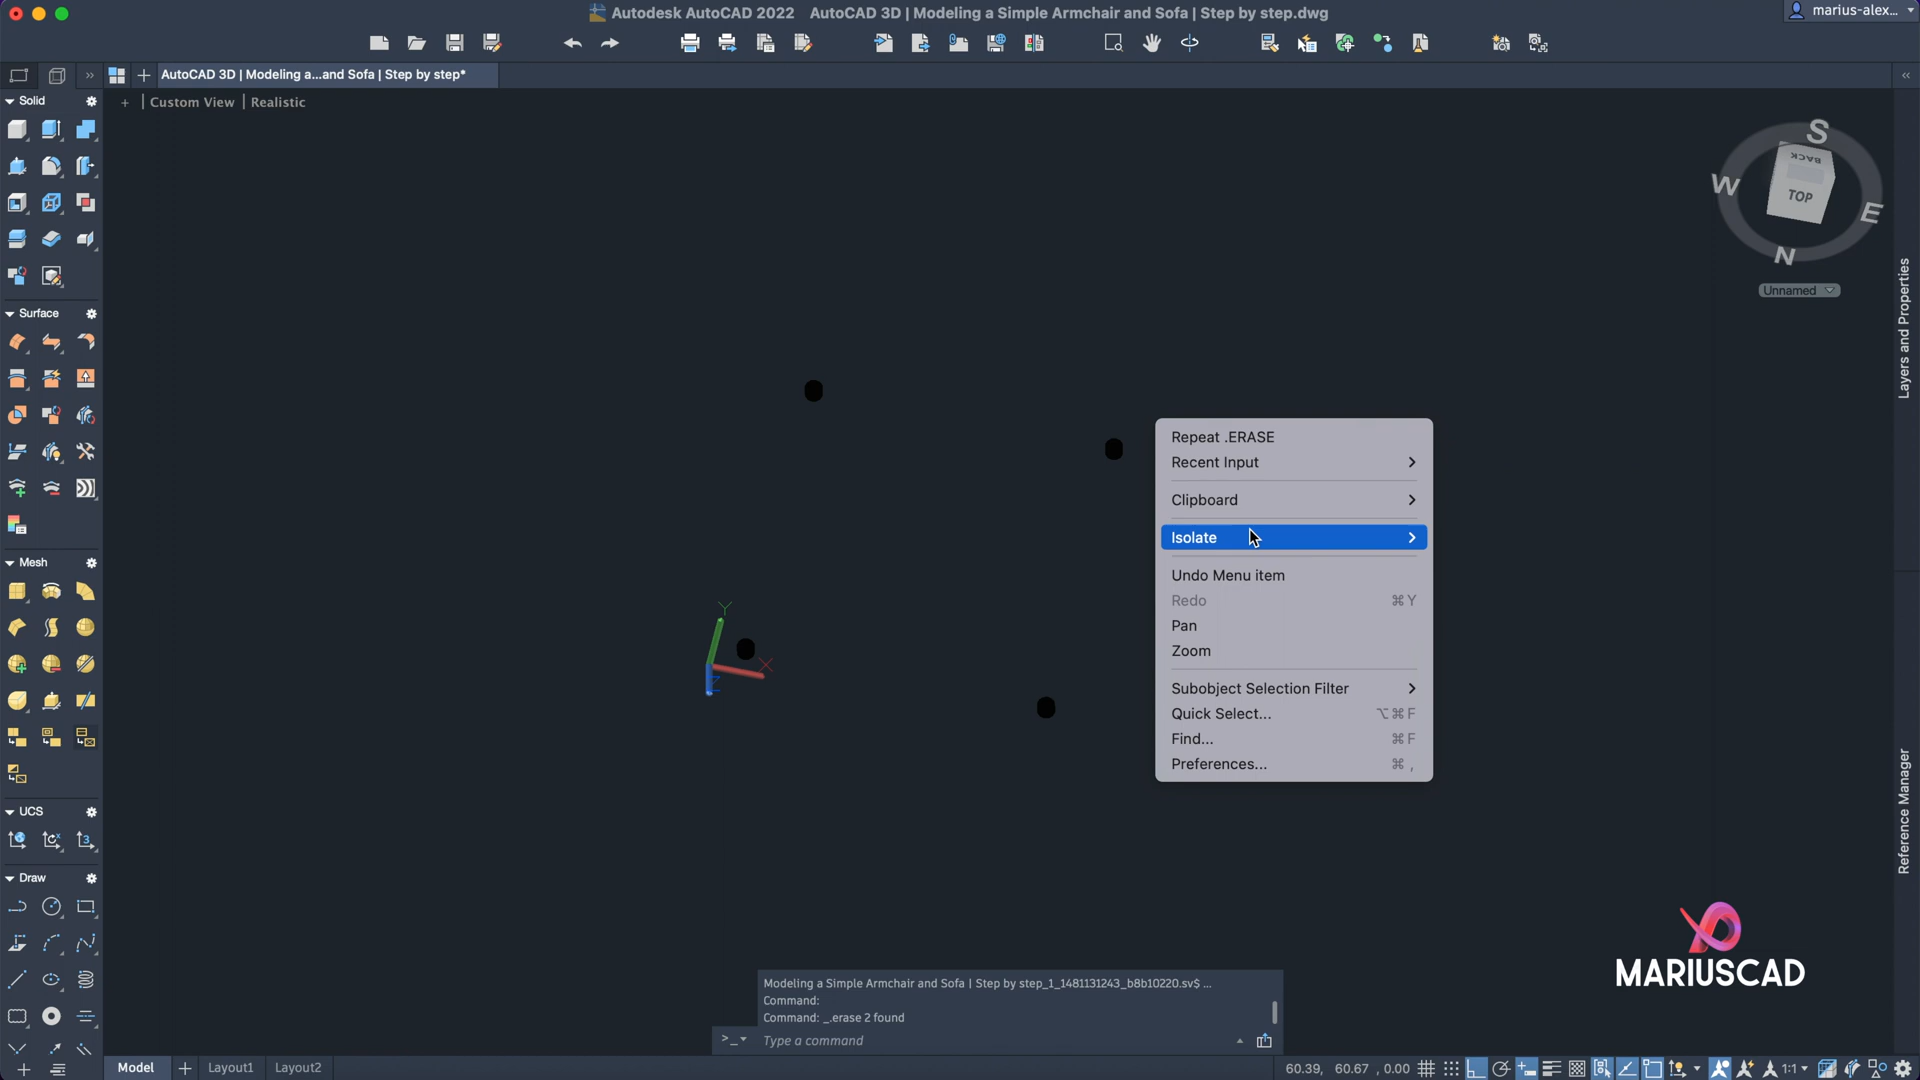 Autodesk AutoCAD 2022 AutoCAD 3D | Modeling a Simple Armchair and Sofa | Step by step.dwg
marius-alex...
AutoCAD 3D | Modeling a...and Sofa | Step by step*
Solid
+ | Custom View | Realistic
S
BACK
W
TOP
E
N
Unnamed
Layers and Properties
Surface
Repeat .ERASE
Recent Input
Clipboard
Isolate
Undo Menu item
Redo ⌘Y
Pan
Zoom
Subobject Selection Filter
Quick Select... ⌥⌘F
Find... ⌘F
Preferences... ⌘,
Mesh
Y
X
Z
Reference Manager
UCS
Draw
MARIUSCAD
Modeling a Simple Armchair and Sofa | Step by step_1_1481131243_b8b10220.sv$ ...
Command:
Command: _.erase 2 found
>_ Type a command
Model
Layout1
Layout2
60.39, 60.67 , 0.00
1:1